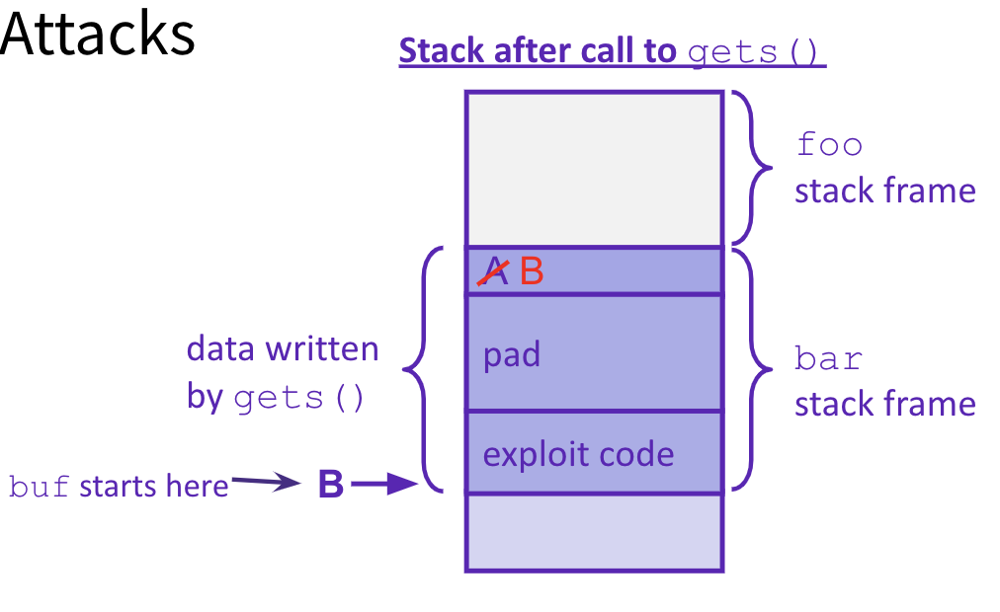 Attacks
Stack after call to gets()
foo
stack frame
A B
data written
by gets()
pad
bar
stack frame
exploit code
buf starts here
B